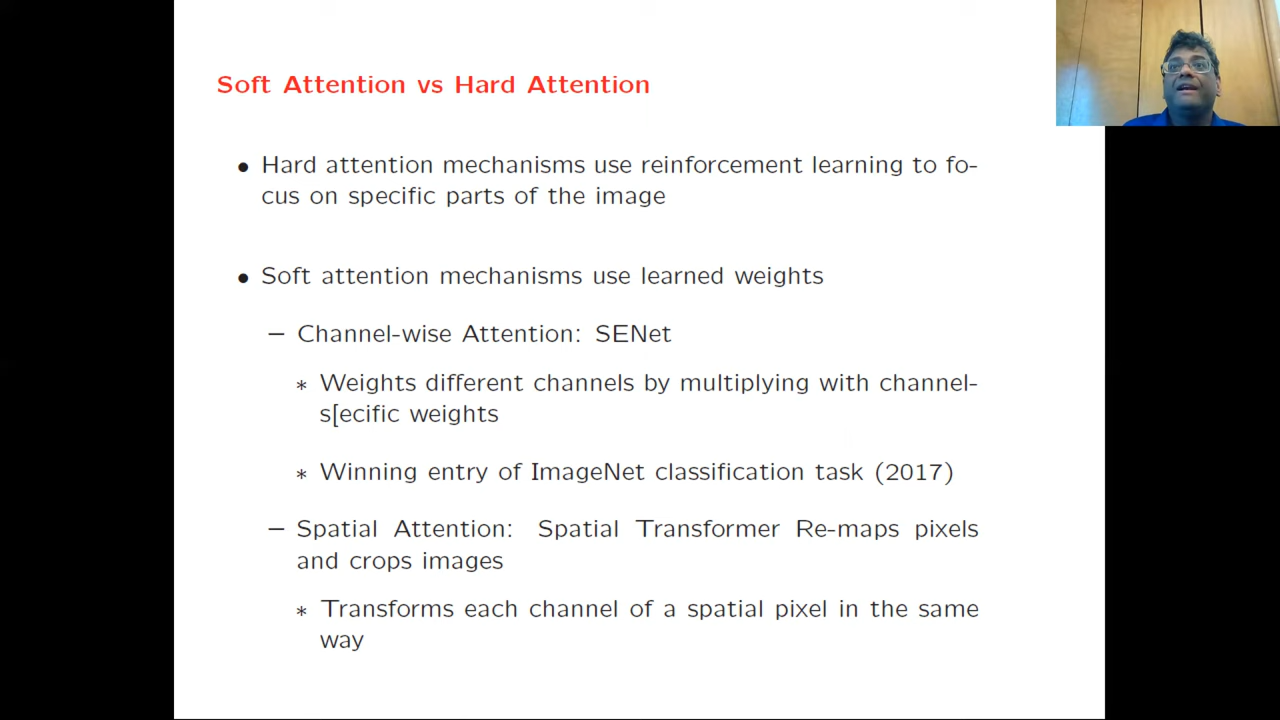 Soft Attention vs Hard Attention
• Hard attention mechanisms use reinforcement learning to fo-
cus on specific parts of the image
• Soft attention mechanisms use learned weights
– Channel-wise Attention: SENet
∗ Weights different channels by multiplying with channel-
s[ecific weights
∗ Winning entry of ImageNet classification task (2017)
– Spatial Attention: Spatial Transformer Re-maps pixels
and crops images
∗ Transforms each channel of a spatial pixel in the same
way